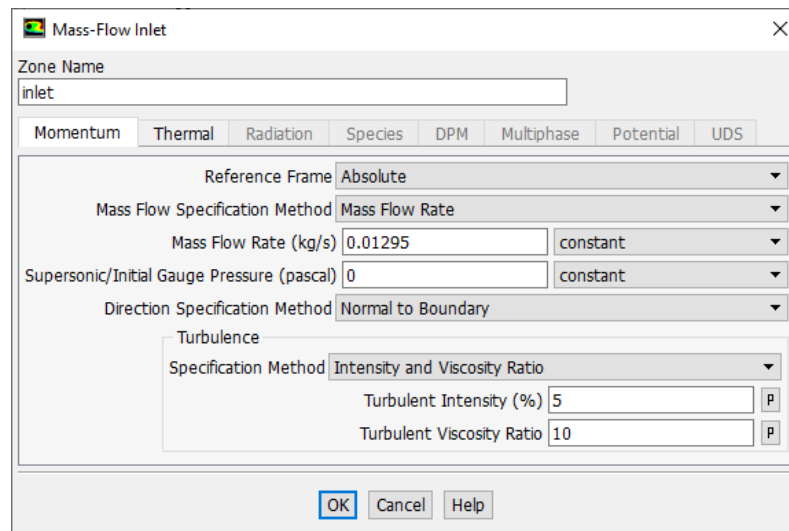 Mass-Flow Inlet
Zone Name
inlet
Momentum Thermal Radiation Species DPM Multiphase Potential UDS
Reference Frame Absolute
Mass Flow Specification Method Mass Flow Rate
Mass Flow Rate (kg/s) 0.01295 constant
Supersonic/Initial Gauge Pressure (pascal) 0 constant
Direction Specification Method Normal to Boundary
Turbulence
Specification Method Intensity and Viscosity Ratio
Turbulent Intensity (%) 5 P
Turbulent Viscosity Ratio 10 P
OK Cancel Help